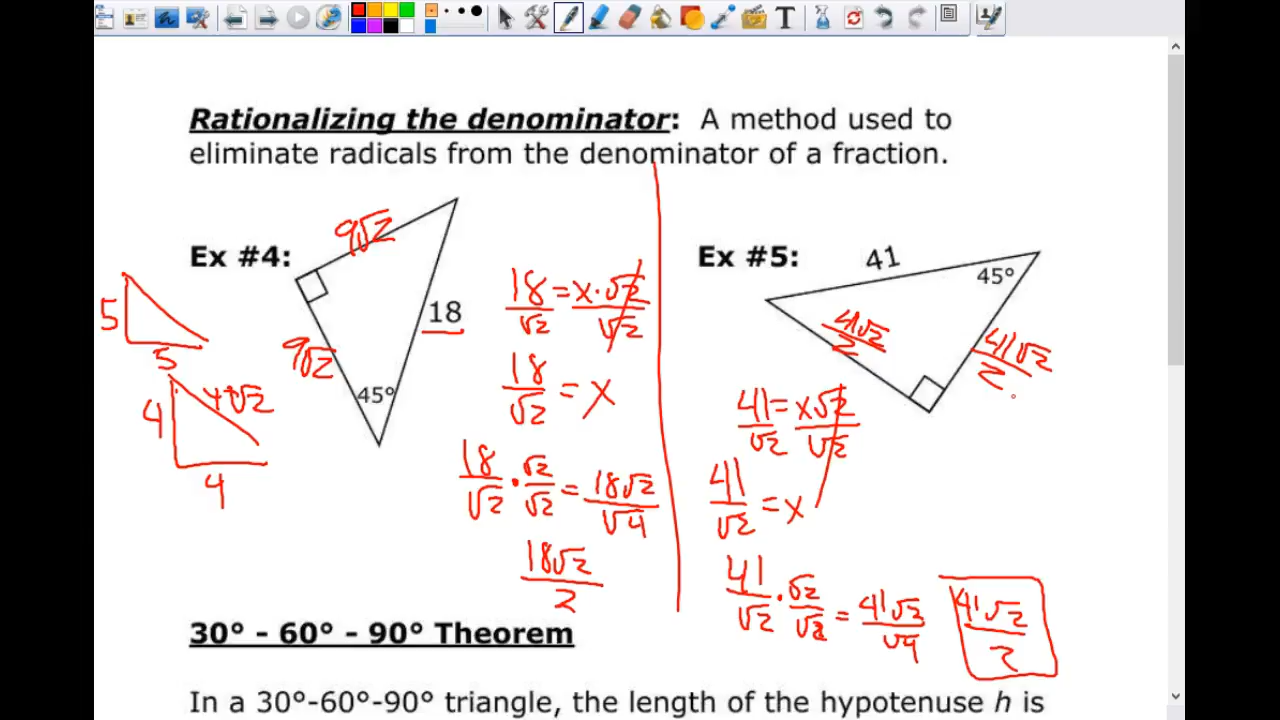 Rationalizing the denominator: A method used to
eliminate radicals from the denominator of a fraction.
Ex #4:
9√2
18
9√2
45°
5
5
4
4√2
4
18/√2 = x·√2/√2
18/√2 = x
18/√2 · √2/√2 = 18√2/√4
18√2/2
Ex #5:
41
45°
41√2/2
41√2/2
41/√2 = x√2/√2
41/√2 = x
41/√2 · √2/√2 = 41√2/√4
41√2/2
30° - 60° - 90° Theorem
In a 30°-60°-90° triangle, the length of the hypotenuse h is